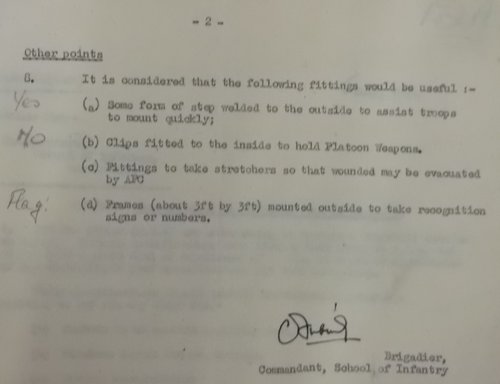 - 2 -
Other points
8. It is considered that the following fittings would be useful :-
Yes (a) Some form of step welded to the outside to assist troops
to mount quickly;
No (b) Clips fitted to the inside to hold Platoon Weapons.
(c) Fittings to take stretchers so that wounded may be evacuated
by APC
Flag. (d) Frames (about 3ft by 3ft) mounted outside to take recognition
signs or numbers.
Brigadier,
Commandant, School of Infantry